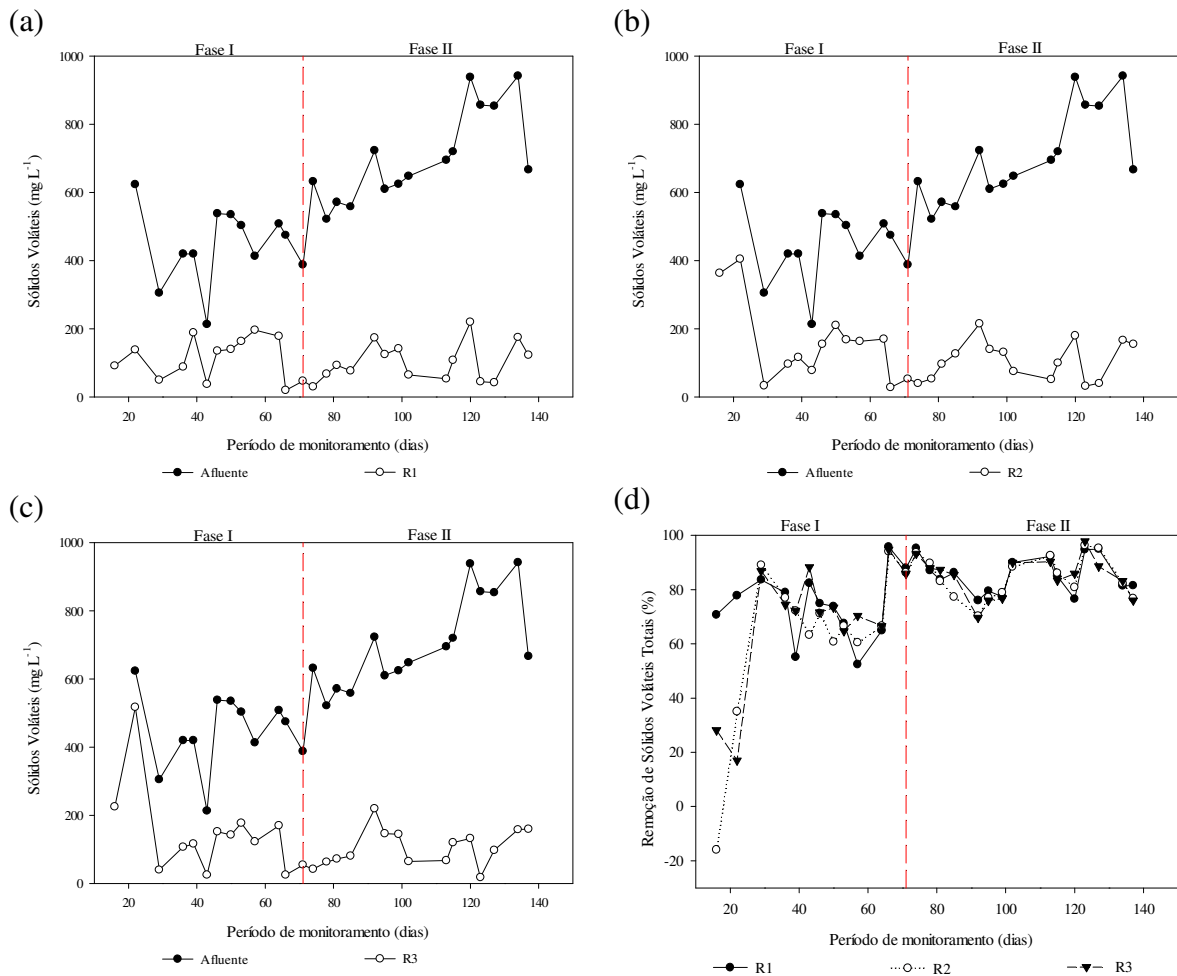 (a)
Fase I
Fase II
1000
800
600
400
200
0
Sólidos Voláteis (mg L-1)
20
40
60
80
100
120
140
Período de monitoramento (dias)
Afluente
R1
(b)
Fase I
Fase II
1000
800
600
400
200
0
Sólidos Voláteis (mg L-1)
20
40
60
80
100
120
140
Período de monitoramento (dias)
Afluente
R2
(c)
Fase I
Fase II
1000
800
600
400
200
0
Sólidos Voláteis (mg L-1)
20
40
60
80
100
120
140
Período de monitoramento (dias)
Afluente
R3
(d)
Fase I
Fase II
100
80
60
40
20
0
-20
Remoção de Sólidos Voláteis Totais (%)
20
40
60
80
100
120
140
Período de monitoramento (dias)
R1
R2
R3